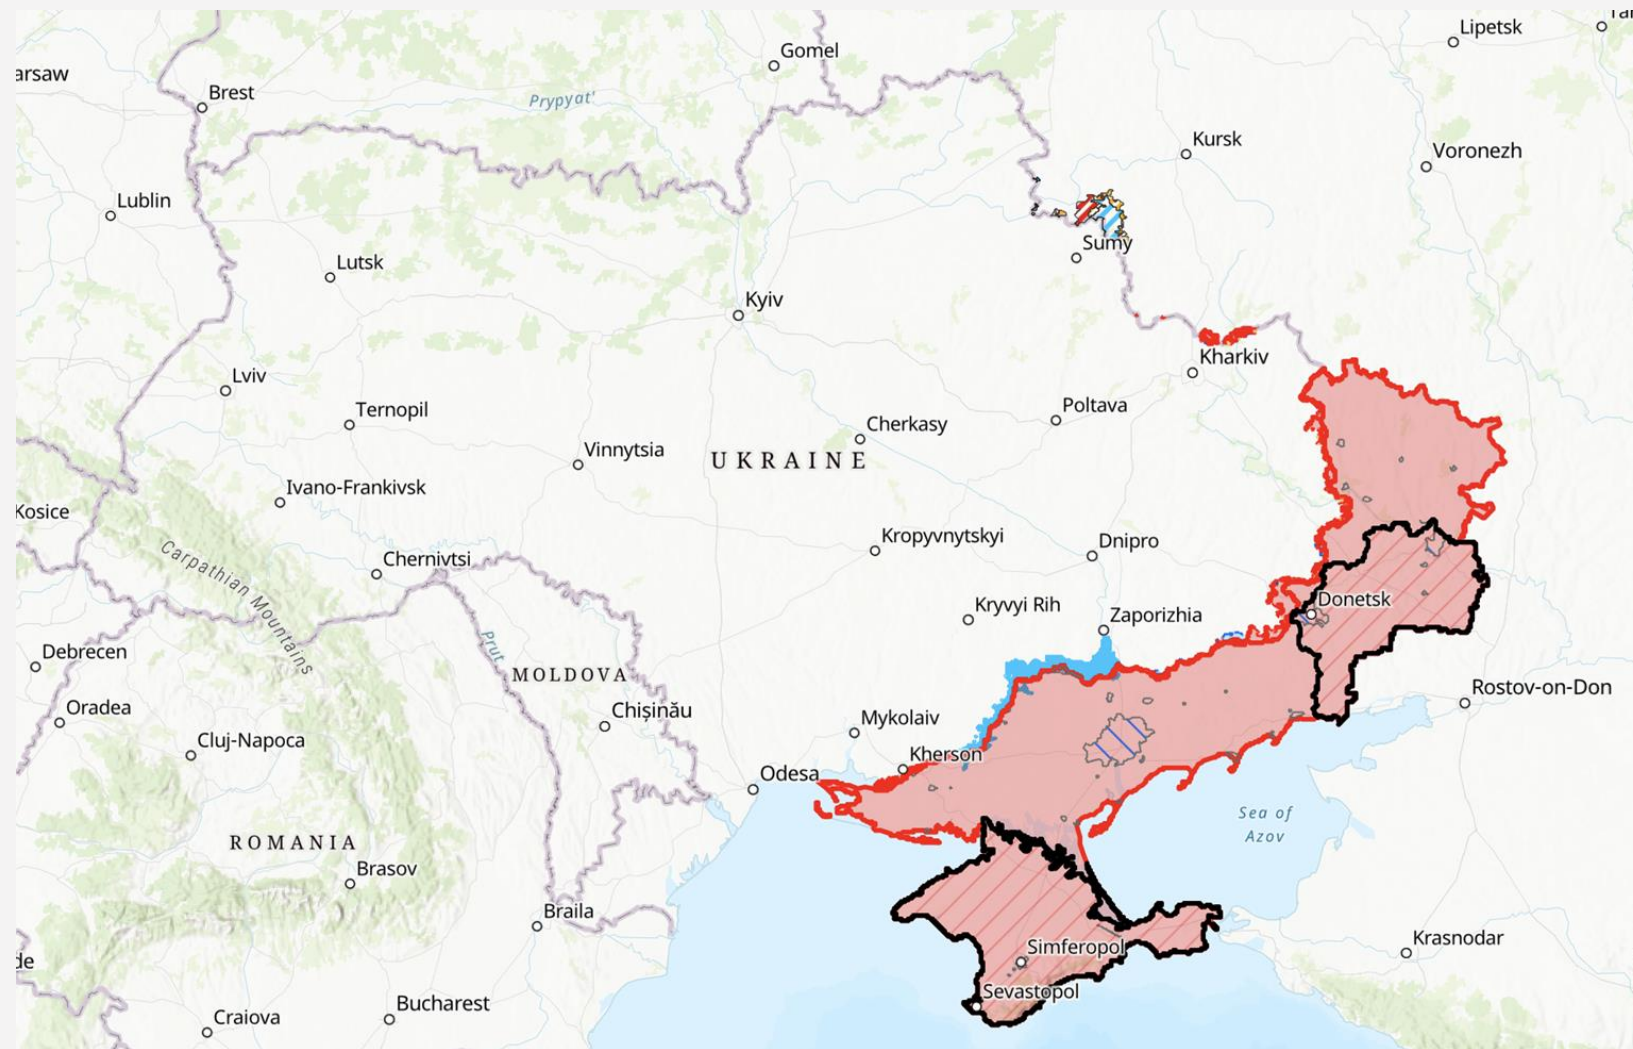 Lipetsk
Gomel
arsaw
Brest
Prypyat'
Kursk
Voronezh
Lublin
Sumy
Lutsk
Kyiv
Kharkiv
Lviv
Ternopil
Poltava
Cherkasy
Vinnytsia
UKRAINE
Ivano-Frankivsk
Kosice
Kropyvnytskyi
Dnipro
Carpathian Mountains
Chernivtsi
Donetsk
Kryvyi Rih
Zaporizhia
Prut
Debrecen
MOLDOVA
Rostov-on-Don
Oradea
Chișinău
Mykolaiv
Cluj-Napoca
Kherson
Odesa
Sea of
Azov
ROMANIA
Brasov
Braila
Krasnodar
Simferopol
de
Sevastopol
Bucharest
Craiova